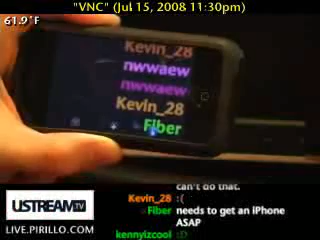 "VNC" (Jul 15, 2008 11:30pm)
61.9°F
Kevin_28
nwwaew
nwwaew
Kevin_28
Fiber
can't do that.
Kevin_28 :(
Fiber needs to get an iPhone
ASAP
kennyizcool :D
USTREAM TV
LIVE.PIRILLO.COM